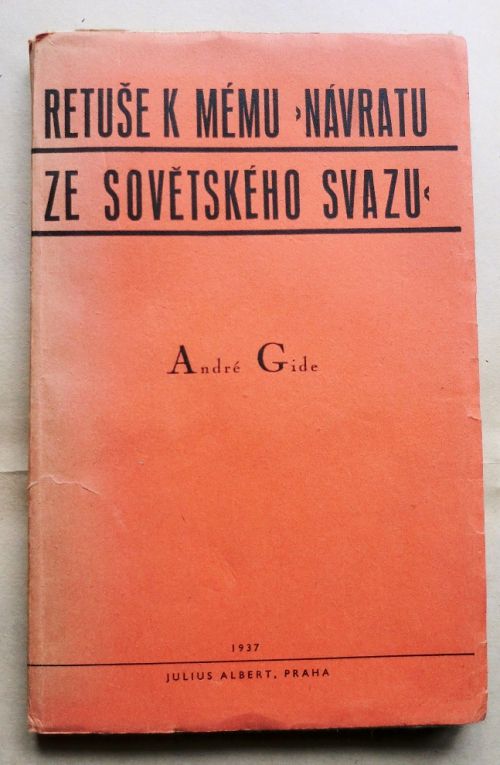 RETUŠE K MÉMU ›NÁVRATU
ZE SOVĚTSKÉHO SVAZU‹
André Gide
1937
JULIUS ALBERT, PRAHA